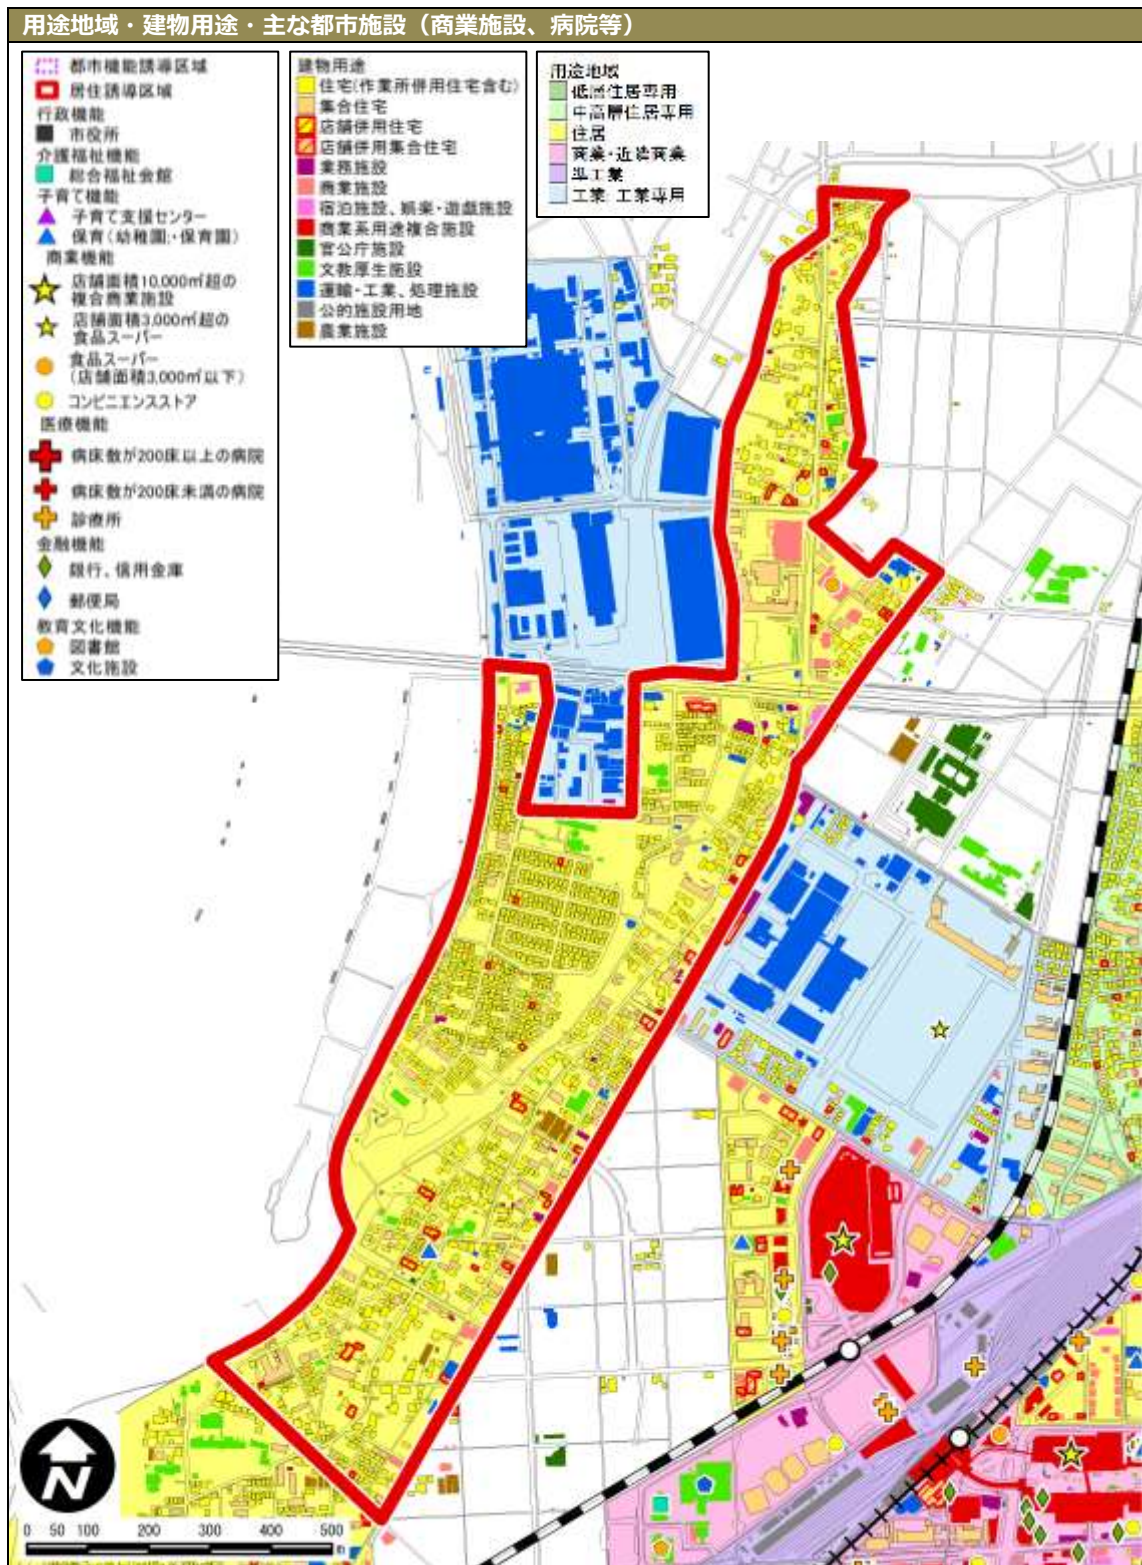 用途地域・建物用途・主な都市施設（商業施設、病院等）
都市機能誘導区域
居住誘導区域
行政機能
市役所
介護福祉機能
総合福祉会館
子育て機能
子育て支援センター
保育(幼稚園・保育園)
商業機能
店舗面積10,000㎡超の
複合商業施設
店舗面積3,000㎡超の
食品スーパー
食品スーパー
(店舗面積3,000㎡以下)
コンビニエンスストア
医療機能
病床数が200床以上の病院
病床数が200床未満の病院
診療所
金融機能
銀行、信用金庫
郵便局
教育文化機能
図書館
文化施設
建物用途
住宅(作業所併用住宅含む)
集合住宅
店舗併用住宅
店舗併用集合住宅
業務施設
商業施設
宿泊施設、娯楽・遊戯施設
商業系用途複合施設
官公庁施設
文教厚生施設
運輸・工業、処理施設
公的施設用地
農業施設
用途地域
低層住居専用
中高層住居専用
住居
商業・近隣商業
準工業
工業・工業専用
N
0 50 100 200 300 400 500
m